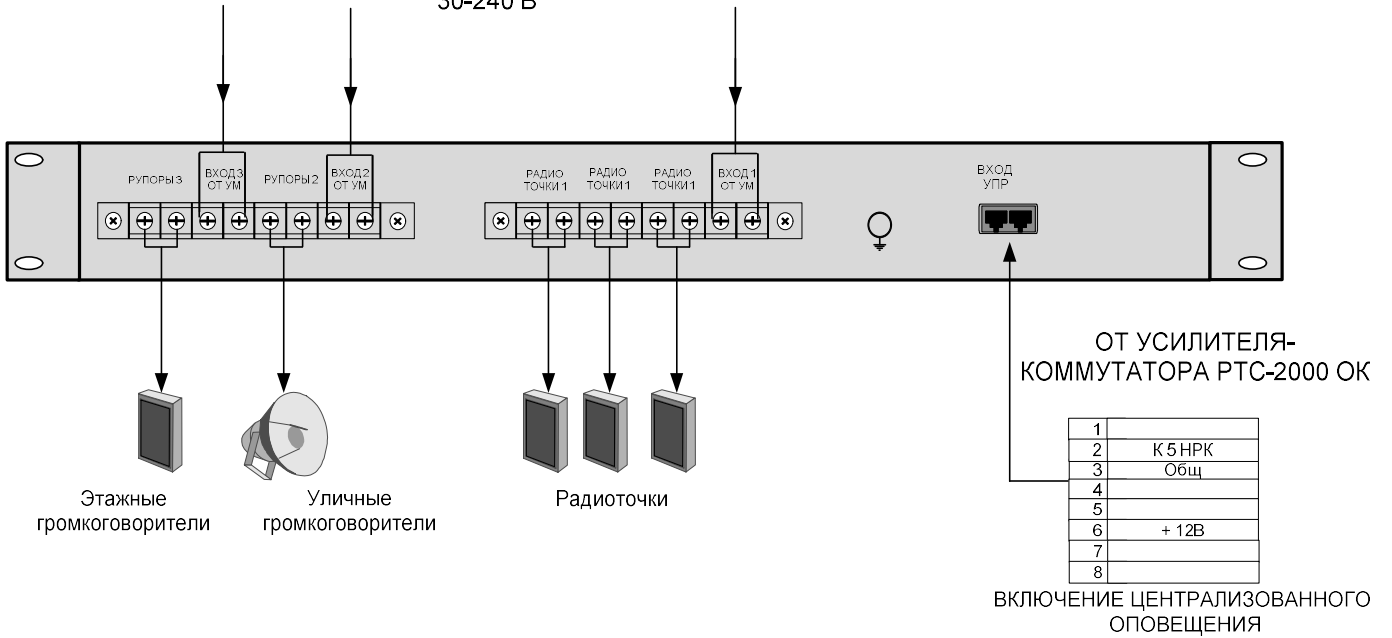 30-240 В
РУПОРЫ 3
ВХОД 3
ОТ УМ
РУПОРЫ 2
ВХОД 2
ОТ УМ
РАДИО
ТОЧКИ 1
РАДИО
ТОЧКИ 1
РАДИО
ТОЧКИ 1
ВХОД 1
ОТ УМ
ВХОД
УПР
ОТ УСИЛИТЕЛЯ-
КОММУТАТОРА РТС-2000 ОК
1
2 К 5 НРК
3 Общ
4
5
6 + 12В
7
8
ВКЛЮЧЕНИЕ ЦЕНТРАЛИЗОВАННОГО
ОПОВЕЩЕНИЯ
Этажные
громкоговорители
Уличные
громкоговорители
Радиоточки